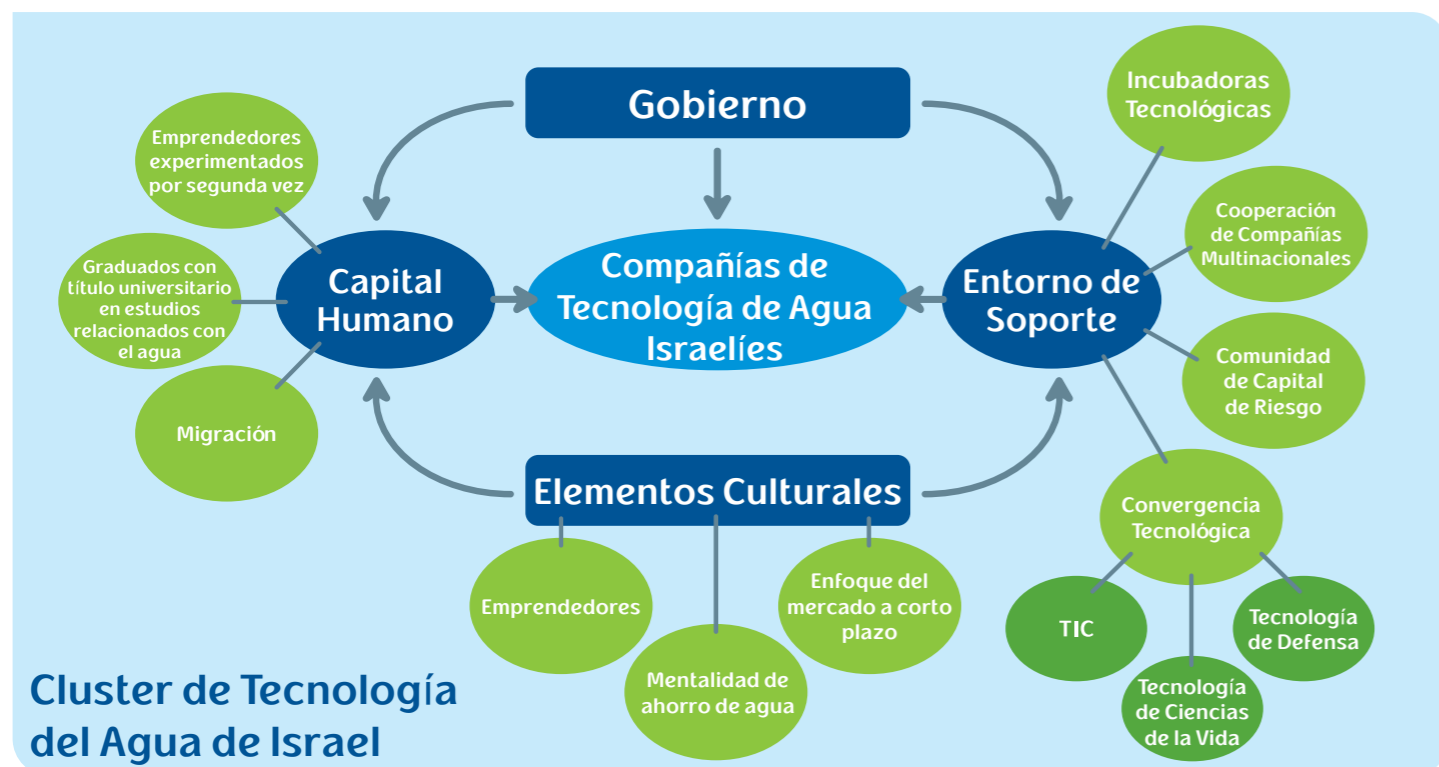 Gobierno
Incubadoras
Tecnológicas
Emprendedores
experimentados
por segunda vez
Cooperación
de Compañías
Multinacionales
Graduados con
título universitario
en estudios
relacionados con
el agua
Capital
Humano
Compañías de
Tecnología de Agua
Israelíes
Entorno de
Soporte
Comunidad
de Capital
de Riesgo
Migración
Elementos Culturales
Convergencia
Tecnológica
Emprendedores
Mentalidad de
ahorro de agua
Enfoque del
mercado a corto
plazo
TIC
Tecnología
de Ciencias
de la Vida
Tecnología
de Defensa
Cluster de Tecnología
del Agua de Israel